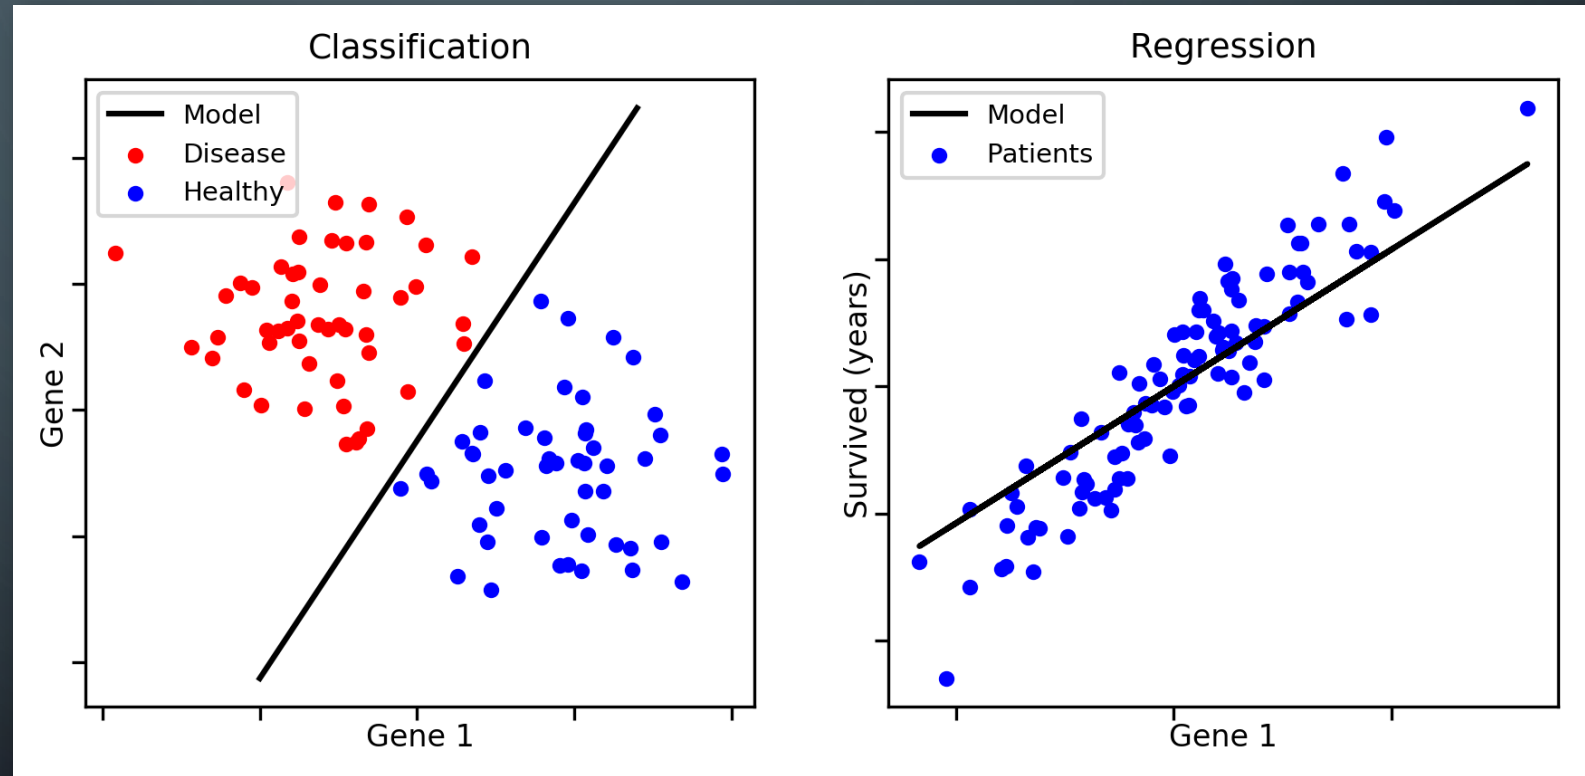 Classification
Model
Disease
Healthy
Gene 2
Gene 1
Regression
Model
Patients
Survived (years)
Gene 1